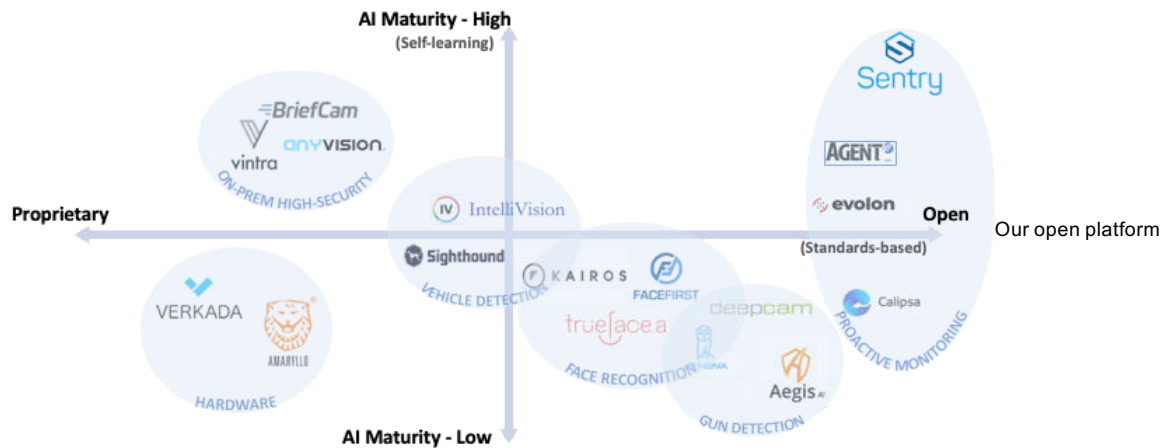 AI Maturity - High
(Self-learning)
Sentry
BriefCam
vintra
anyvision
ON-PREM HIGH-SECURITY
AGENT
IV IntelliVision
evolon
Proprietary
Open
Our open platform
(Standards-based)
Sighthound
VEHICLE DETECTION
KAIROS
FACEFIRST
VERKADA
AMARYLLO
HARDWARE
trueface.ai
deepcam
Calipsa
PROACTIVE MONITORING
FACE RECOGNITION
Aegis AI
GUN DETECTION
AI Maturity - Low